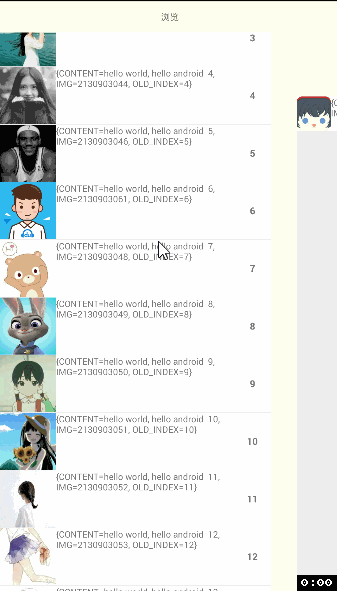 浏览
3
{CONTENT=hello world, hello android 4,
IMG=2130903044, OLD_INDEX=4}
4
{CONTENT=hello world, hello android 5,
IMG=2130903046, OLD_INDEX=5}
5
{CONTENT=hello world, hello android 6,
IMG=2130903061, OLD_INDEX=6}
6
{CONTENT=hello world, hello android 7,
IMG=2130903048, OLD_INDEX=7}
7
{CONTENT=hello world, hello android 8,
IMG=2130903049, OLD_INDEX=8}
8
{CONTENT=hello world, hello android 9,
IMG=2130903050, OLD_INDEX=9}
9
{CONTENT=hello world, hello android 10,
IMG=2130903051, OLD_INDEX=10}
10
{CONTENT=hello world, hello android 11,
IMG=2130903052, OLD_INDEX=11}
11
{CONTENT=hello world, hello android 12,
IMG=2130903053, OLD_INDEX=12}
12
0:00